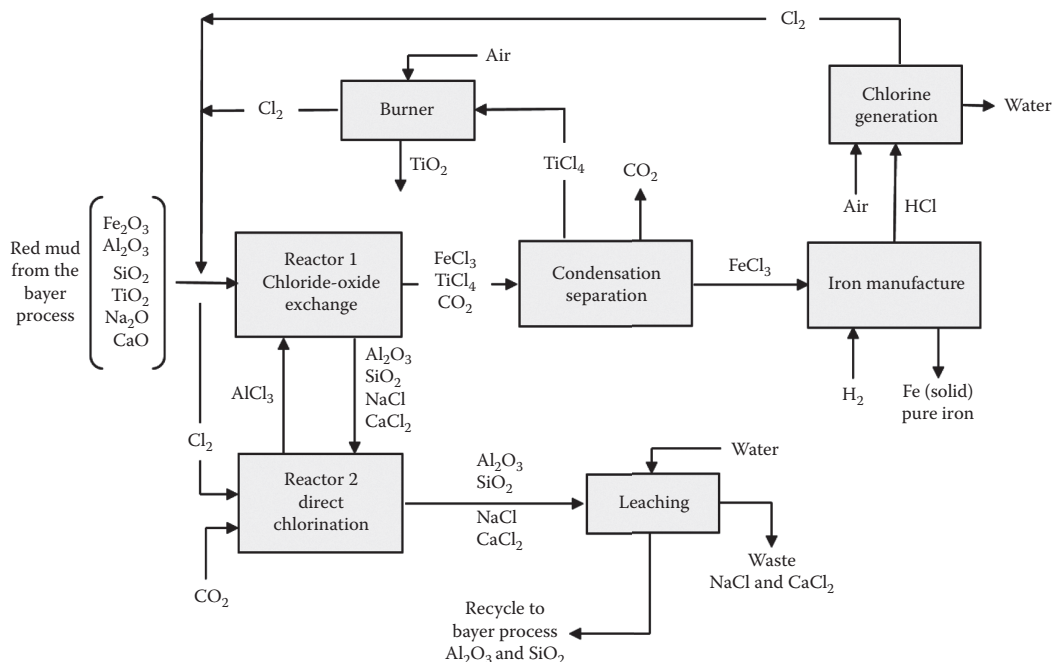 Cl₂
Air
Burner
Cl₂
TiO₂
TiCl₄
CO₂
Chlorine
generation
Water
Air
HCl
Red mud
from the
bayer
process
Fe₂O₃
Al₂O₃
SiO₂
TiO₂
Na₂O
CaO
Reactor 1
Chloride-oxide
exchange
FeCl₃
TiCl₄
CO₂
Condensation
separation
FeCl₃
Iron manufacture
H₂
Fe (solid)
pure iron
AlCl₃
Al₂O₃
SiO₂
NaCl
CaCl₂
Cl₂
CO₂
Reactor 2
direct
chlorination
Al₂O₃
SiO₂
NaCl
CaCl₂
Water
Leaching
Waste
NaCl and CaCl₂
Recycle to
bayer process
Al₂O₃ and SiO₂